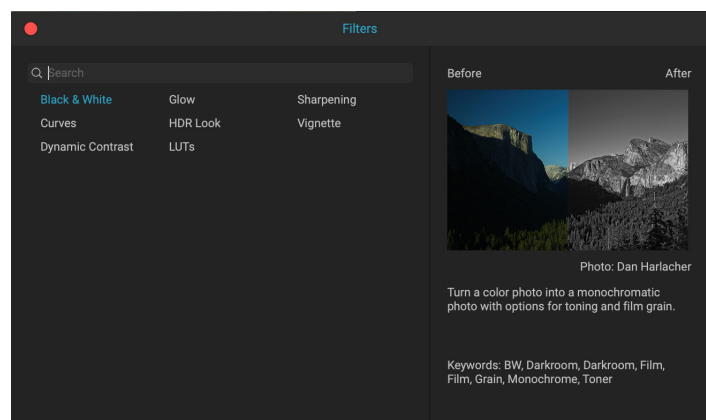 Filters
Search
Black & White Glow Sharpening
Curves HDR Look Vignette
Dynamic Contrast LUTs
Before After
Photo: Dan Harlacher
Turn a color photo into a monochromatic
photo with options for toning and film grain.
Keywords: BW, Darkroom, Darkroom, Film,
Film, Grain, Monochrome, Toner